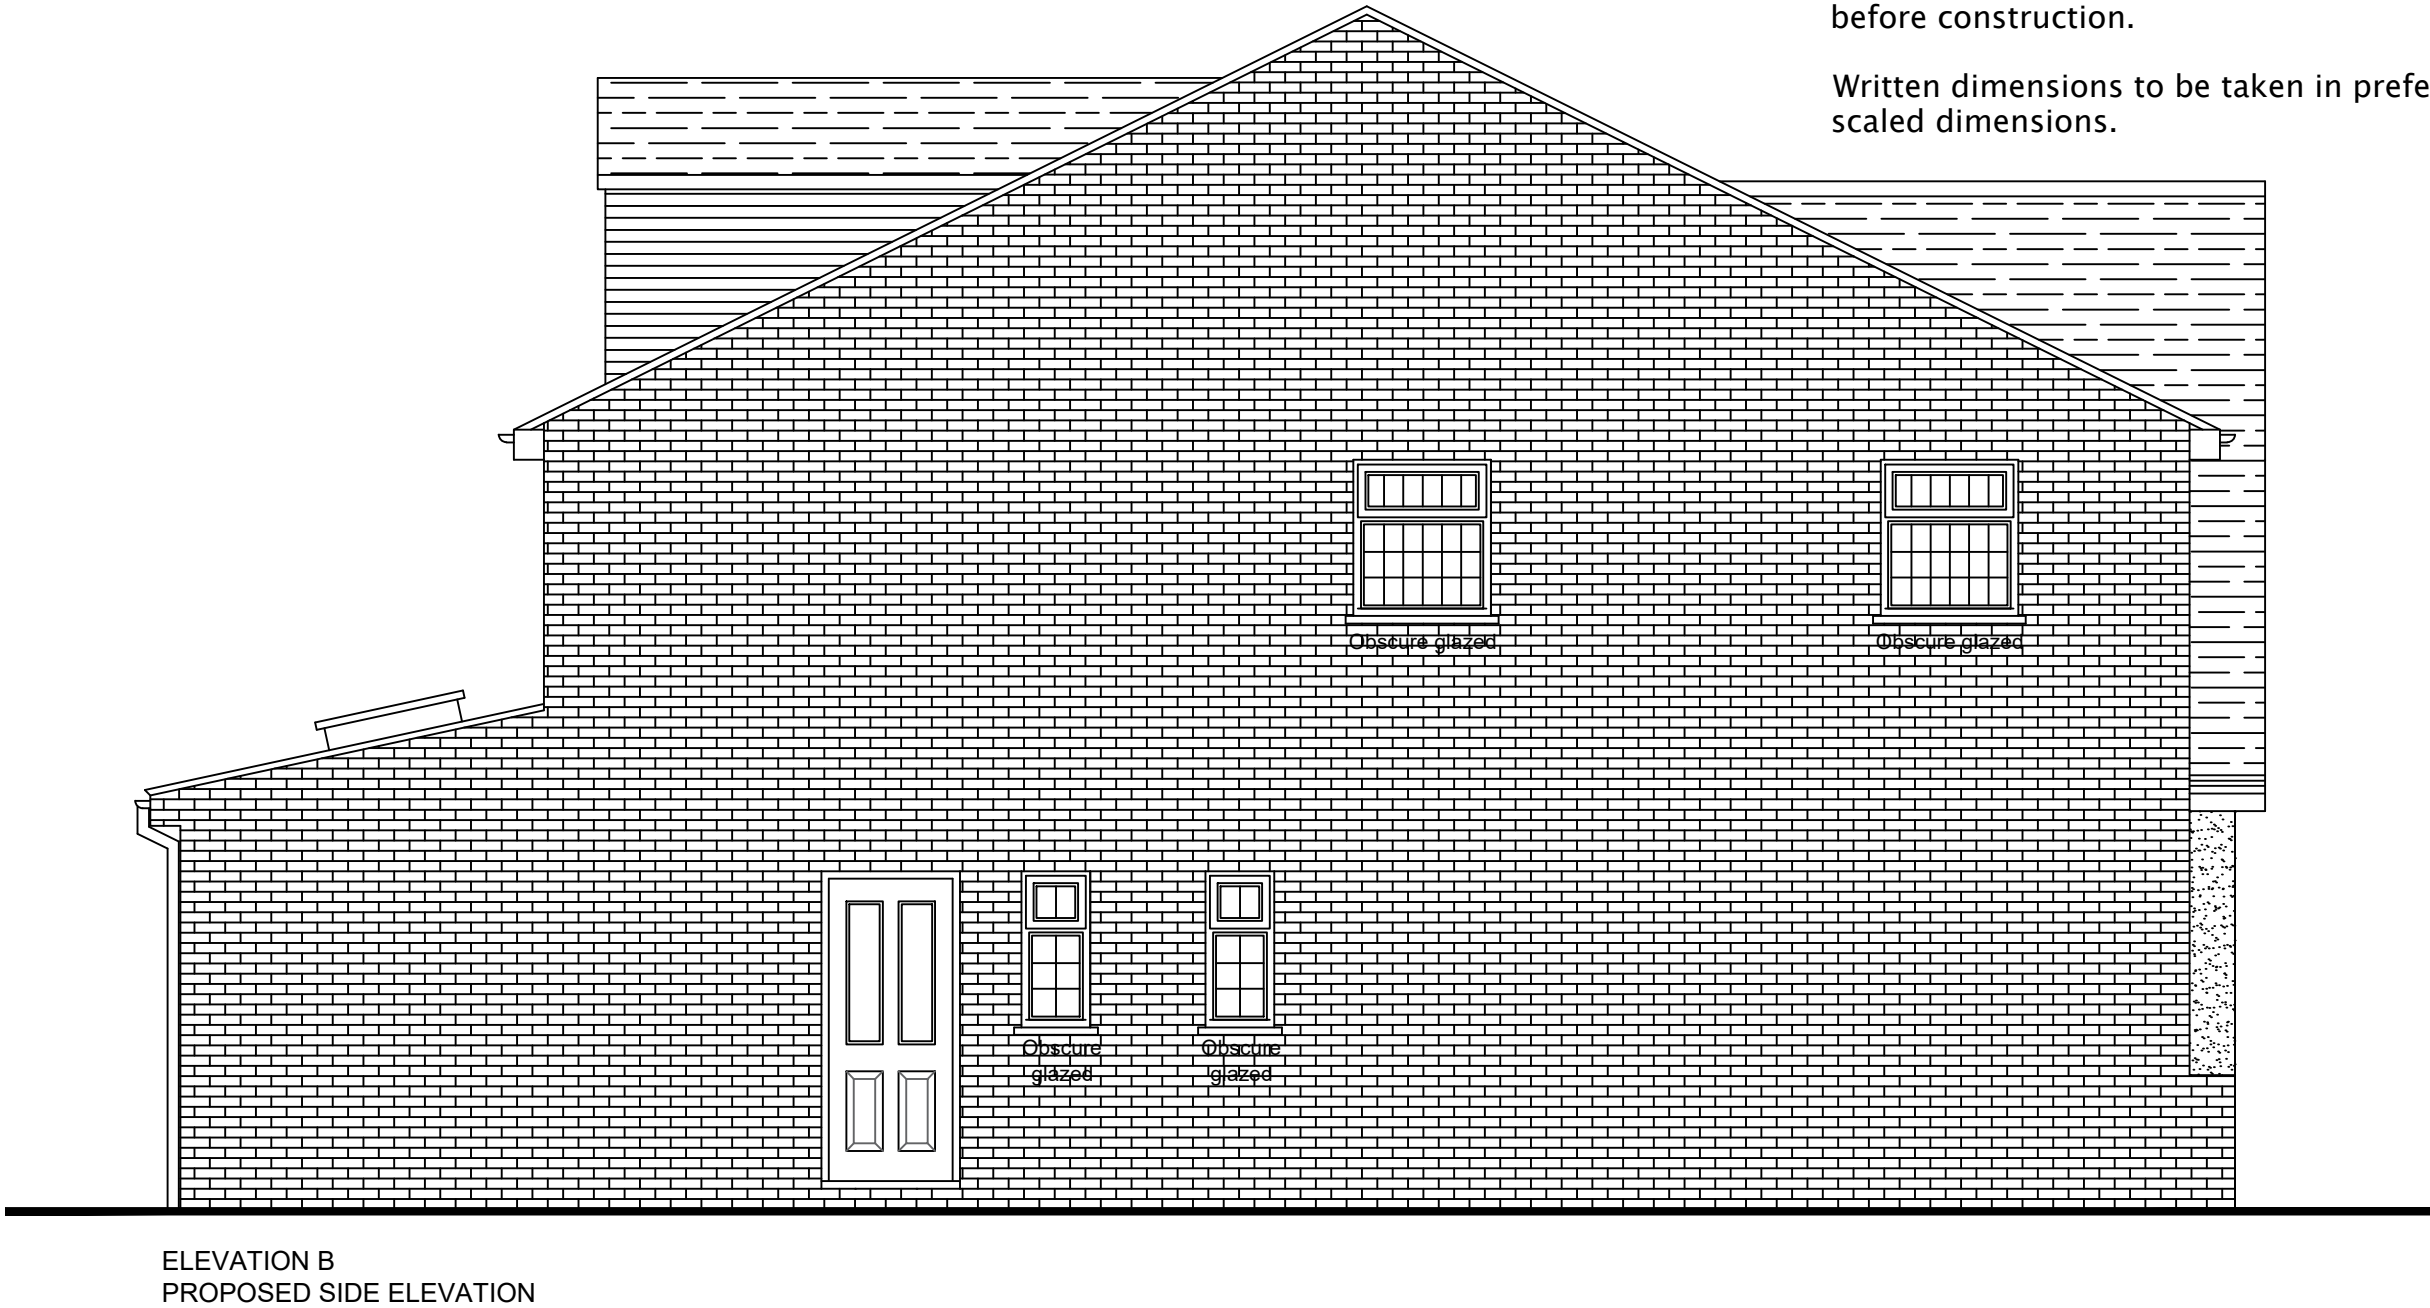 before construction.
Written dimensions to be taken in prefe
scaled dimensions.
Obscure glazed
Obscure glazed
Obscure
glazed
Obscure
glazed
ELEVATION B
PROPOSED SIDE ELEVATION